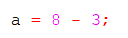 a = 8 - 3;